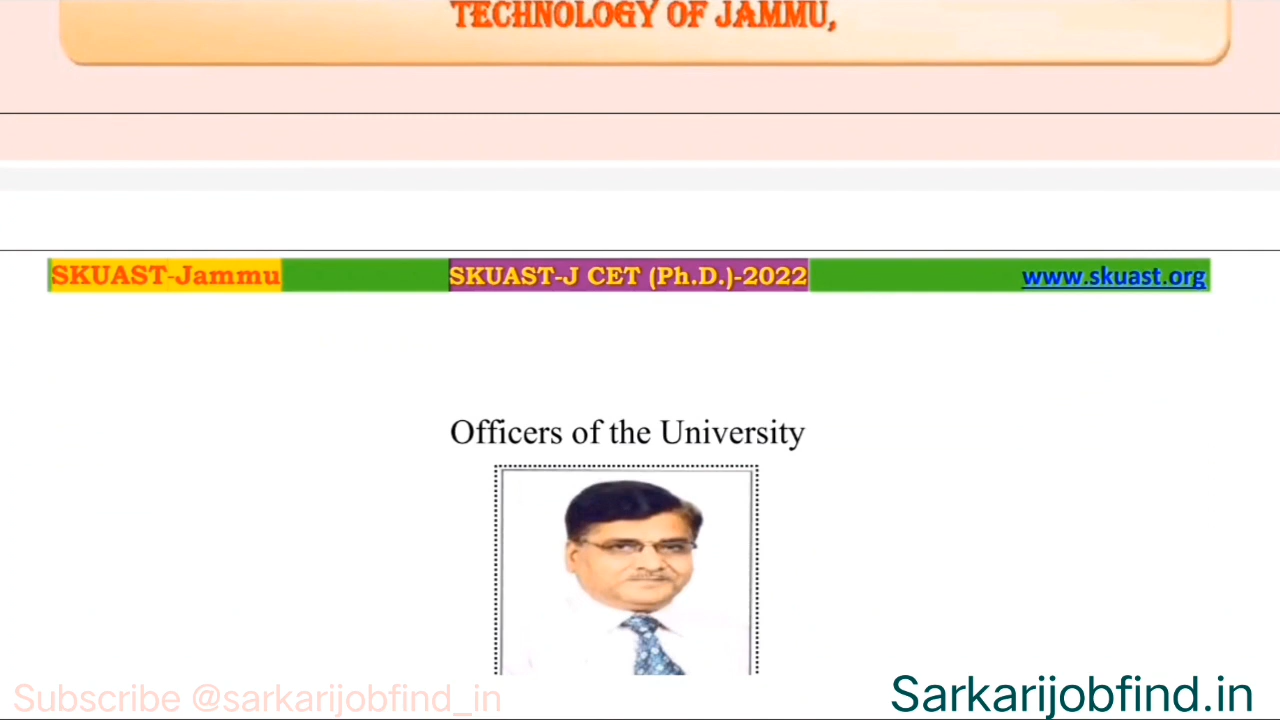 TECHNOLOGY OF JAMMU,
SKUAST-Jammu SKUAST-J CET (Ph.D.)-2022 www.skuast.org
Officers of the University
Subscribe @sarkarijobfind_in
Sarkarijobfind.in